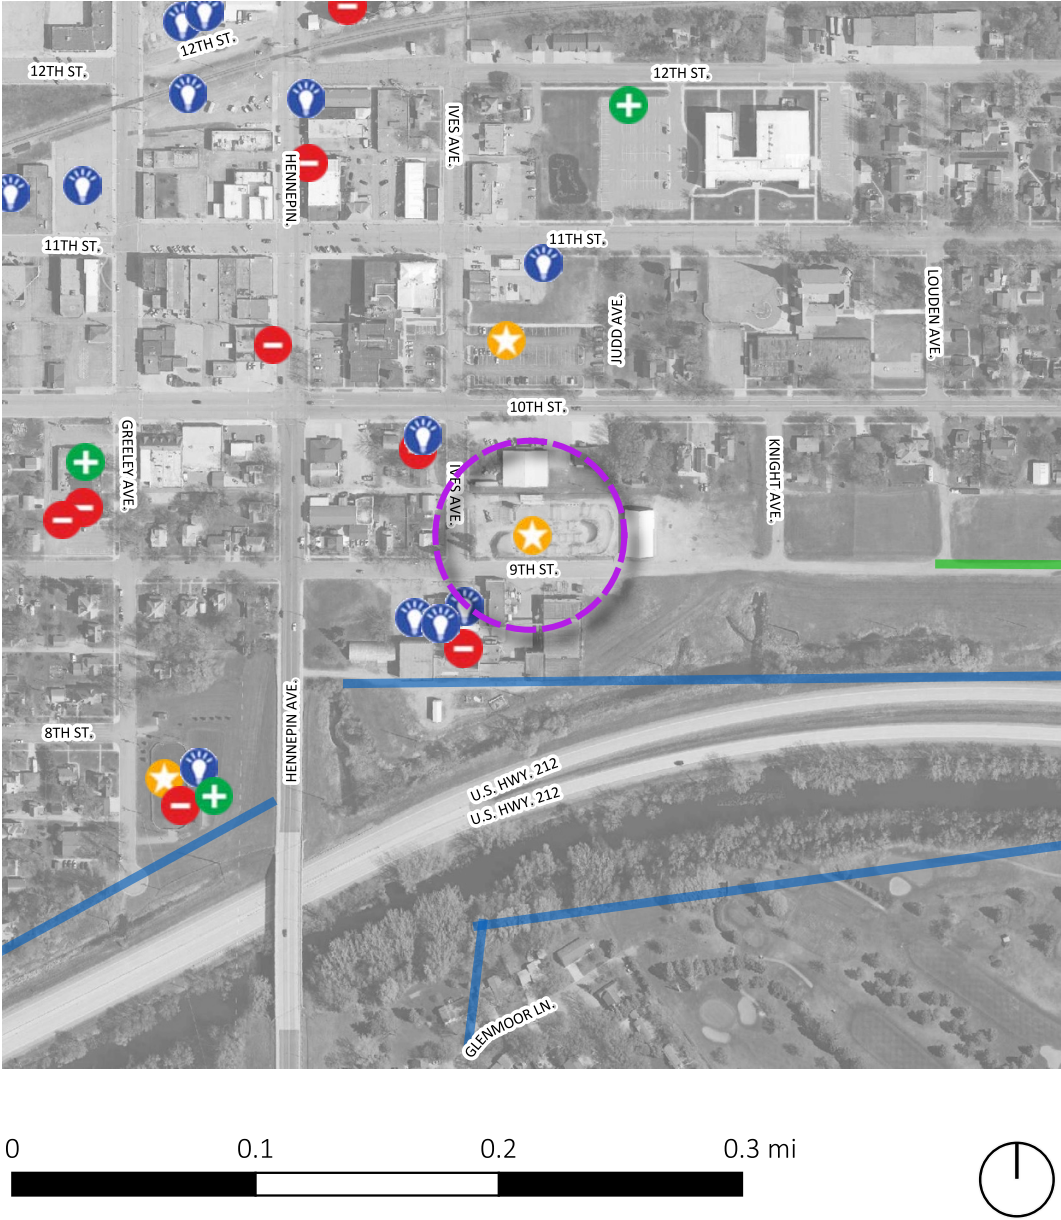 12TH ST.
12TH ST.
12TH ST.
IVES AVE.
HENNEPIN.
11TH ST.
11TH ST.
JUDD AVE.
LOUDEN AVE.
10TH ST.
GREELEY AVE.
IVES AVE.
KNIGHT AVE.
9TH ST.
8TH ST.
HENNEPIN AVE.
U.S. HWY. 212
U.S. HWY. 212
GLENMOOR LN.
0 0.1 0.2 0.3 mi